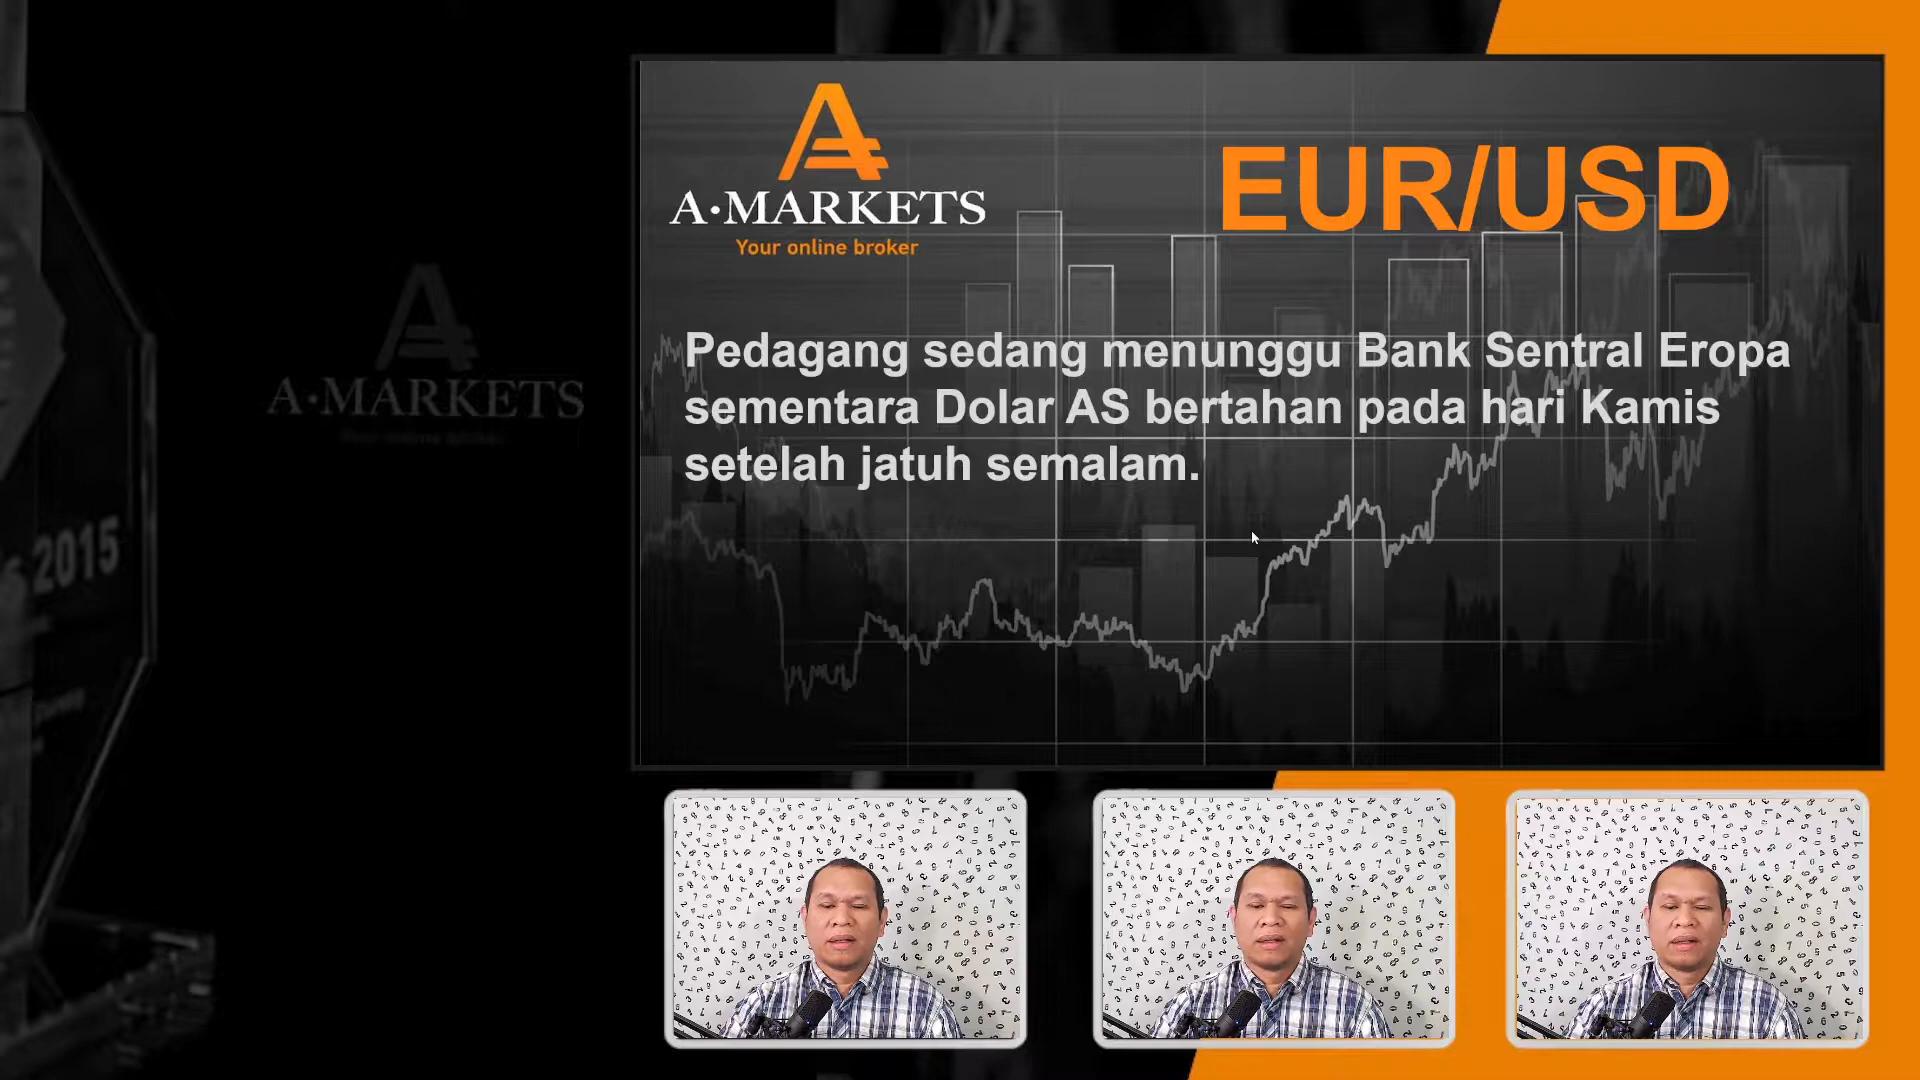 A·MARKETS
Your online broker
EUR/USD
Pedagang sedang menunggu Bank Sentral Eropa
sementara Dolar AS bertahan pada hari Kamis
setelah jatuh semalam.
A·MARKETS
2015